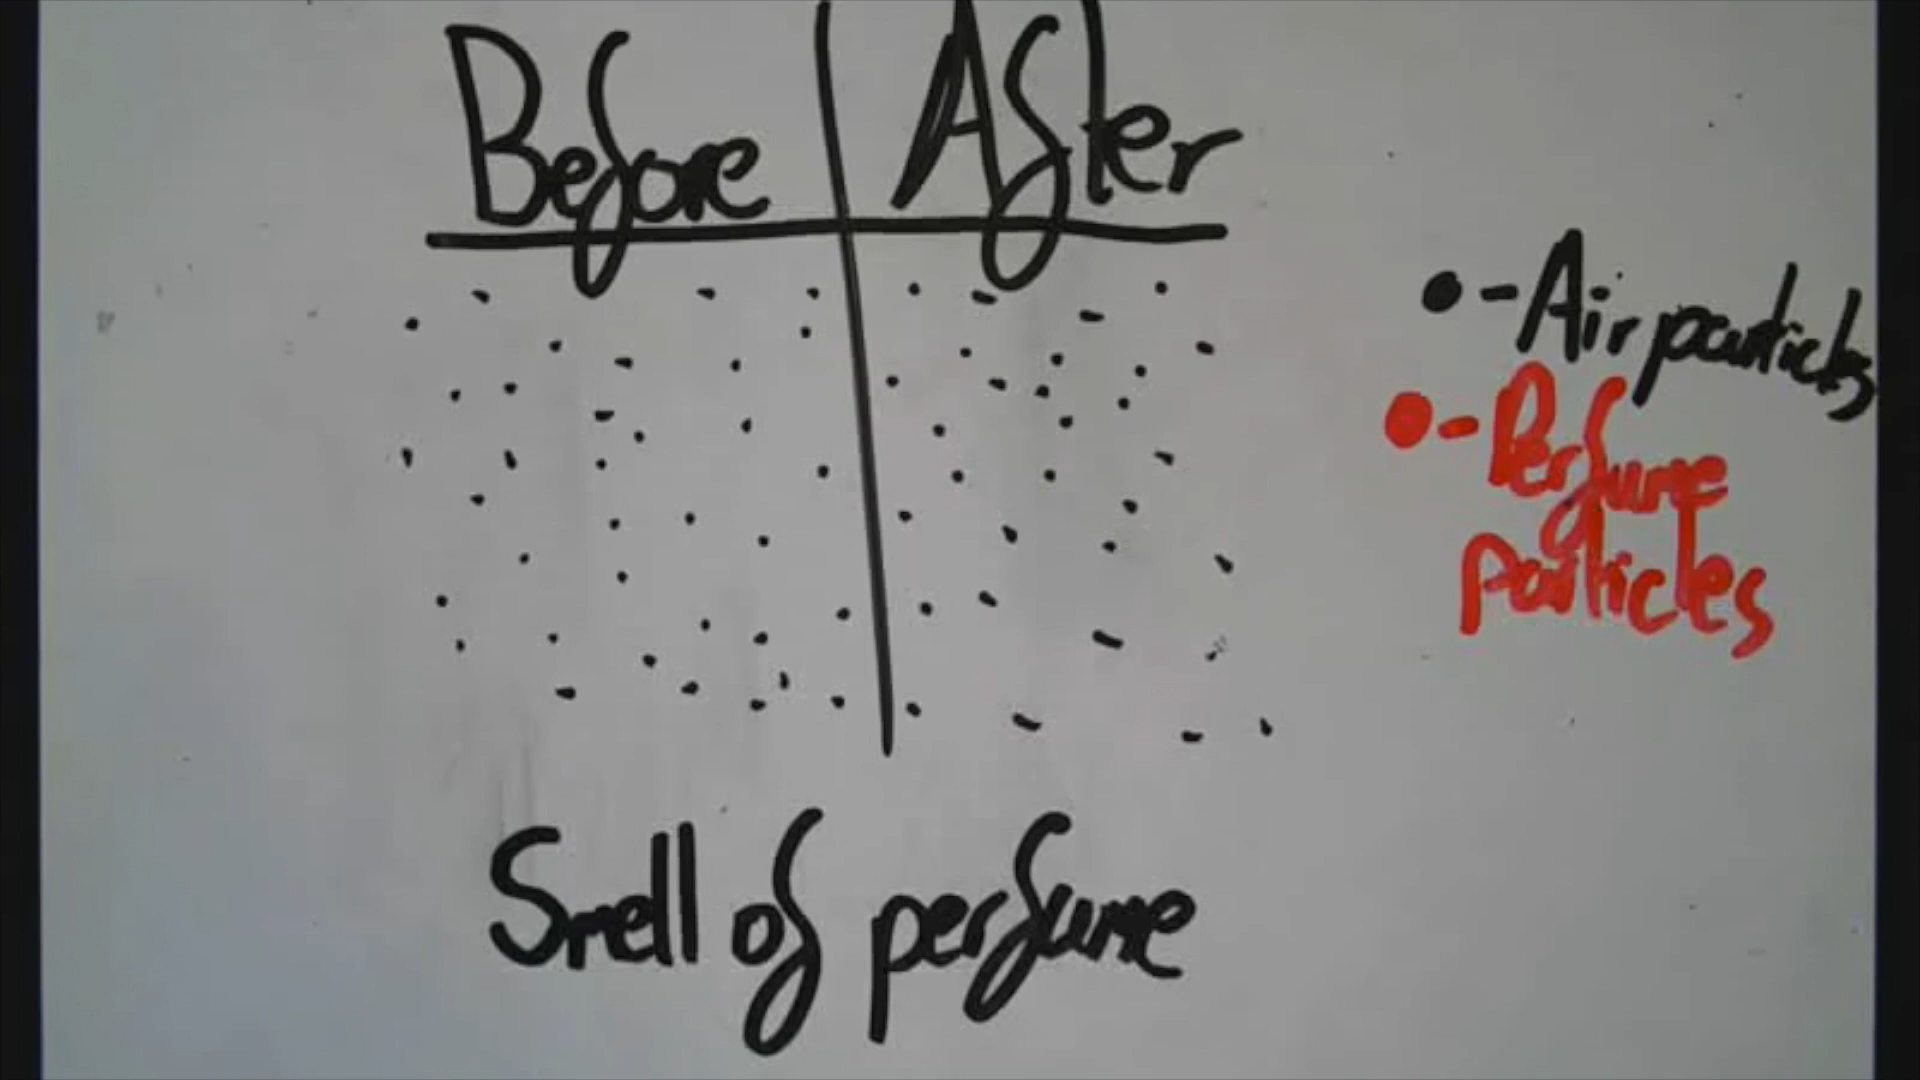 Before After
- Air particles
- Perfume
particles
Smell of perfume